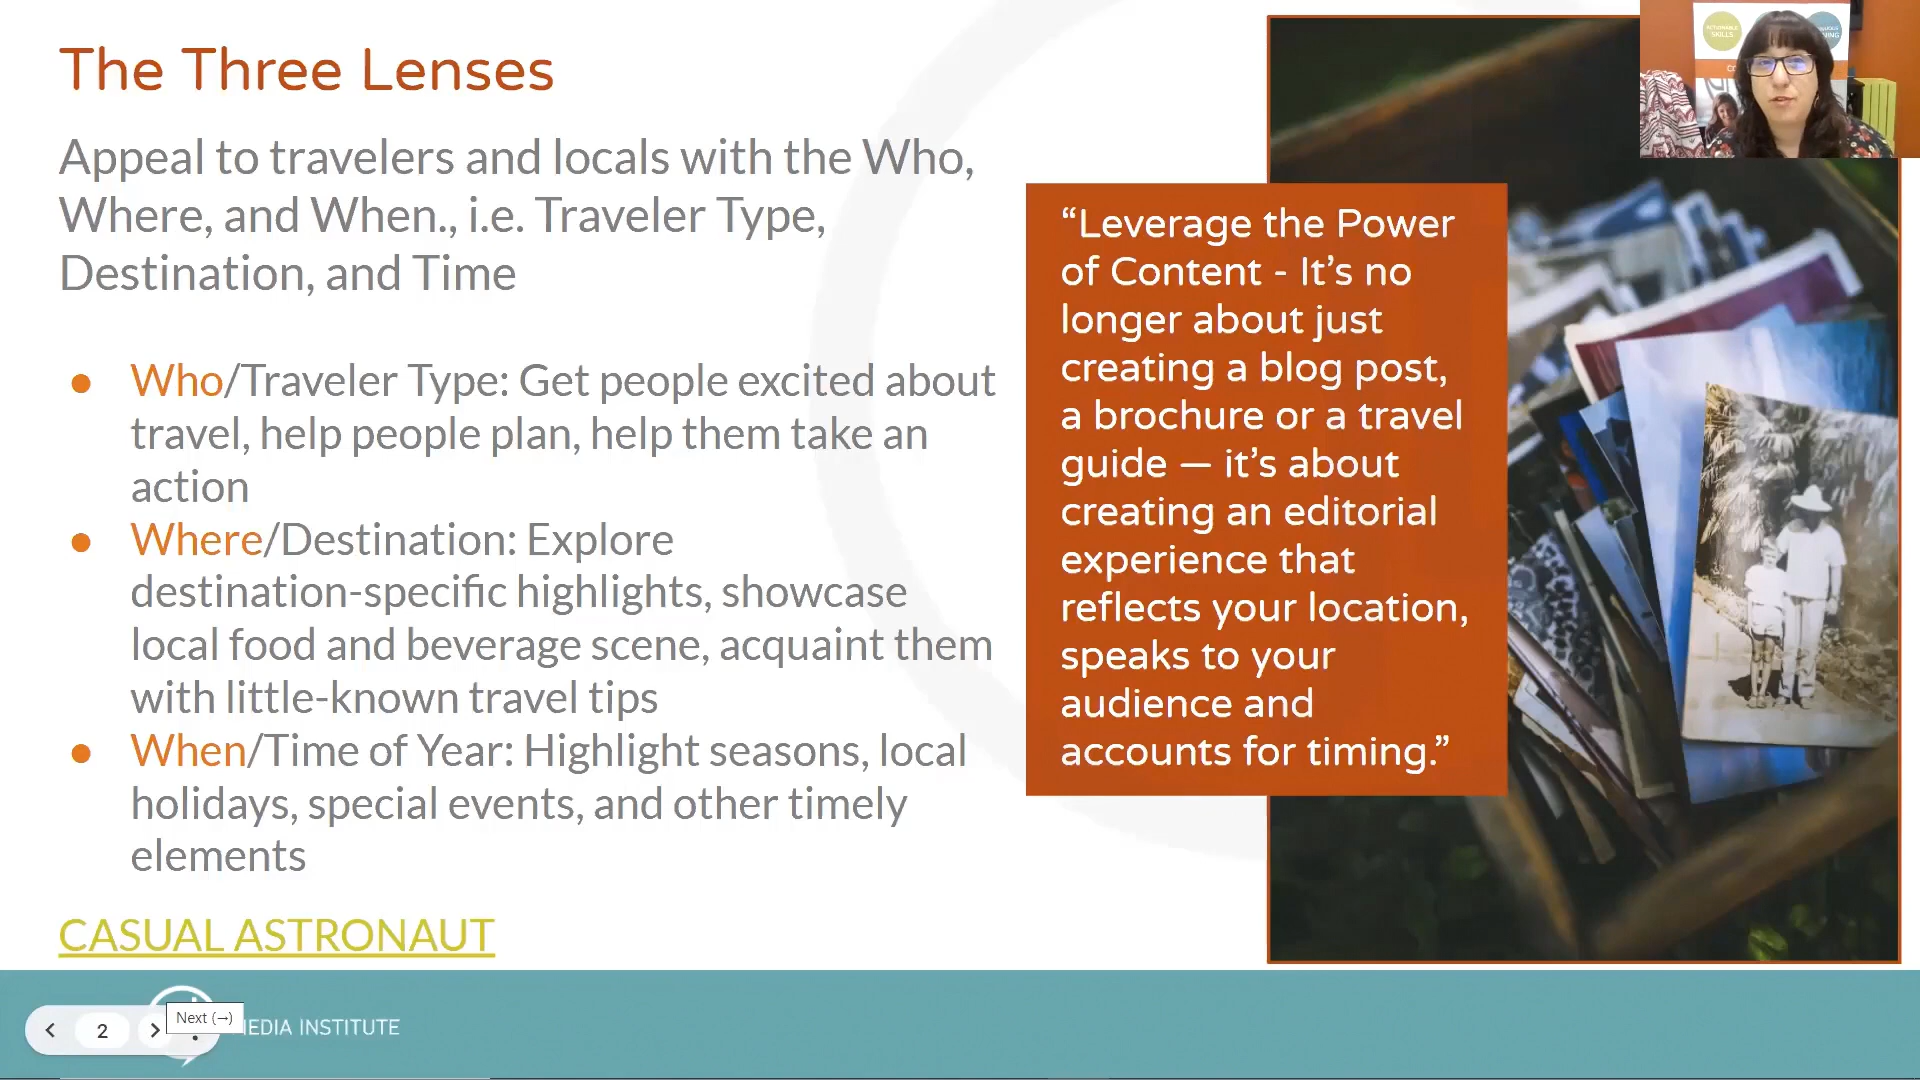 The Three Lenses
Appeal to travelers and locals with the Who,
Where, and When., i.e. Traveler Type,
Destination, and Time
● Who/Traveler Type: Get people excited about
travel, help people plan, help them take an
action
● Where/Destination: Explore
destination-specific highlights, showcase
local food and beverage scene, acquaint them
with little-known travel tips
● When/Time of Year: Highlight seasons, local
holidays, special events, and other timely
elements
CASUAL ASTRONAUT
“Leverage the Power
of Content - It’s no
longer about just
creating a blog post,
a brochure or a travel
guide — it’s about
creating an editorial
experience that
reflects your location,
speaks to your
audience and
accounts for timing.”
SKILLS
2
Next (→)
INSTITUTE